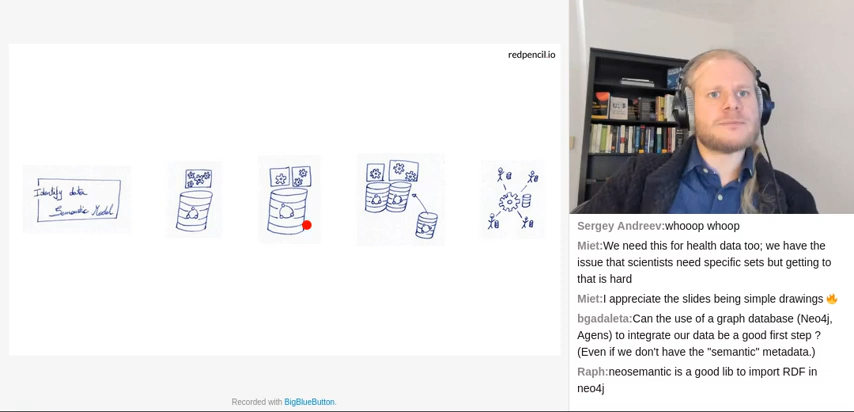 redpencil.io
Identify data
Semantic Model
Recorded with BigBlueButton.
Sergey Andreev:whooop whoop
Miet:We need this for health data too; we have the
issue that scientists need specific sets but getting to
that is hard
Miet:I appreciate the slides being simple drawings 🔥
bgadaleta:Can the use of a graph database (Neo4j,
Agens) to integrate our data be a good first step ?
(Even if we don't have the "semantic" metadata.)
Raph:neosemantic is a good lib to import RDF in
neo4j